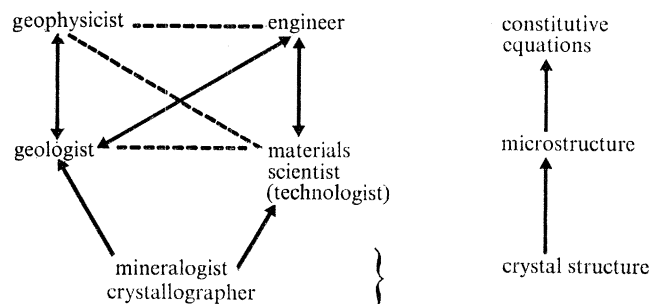 geophysicist
engineer
constitutive
equations
geologist
materials
scientist
(technologist)
microstructure
mineralogist
crystallographer
}
crystal structure